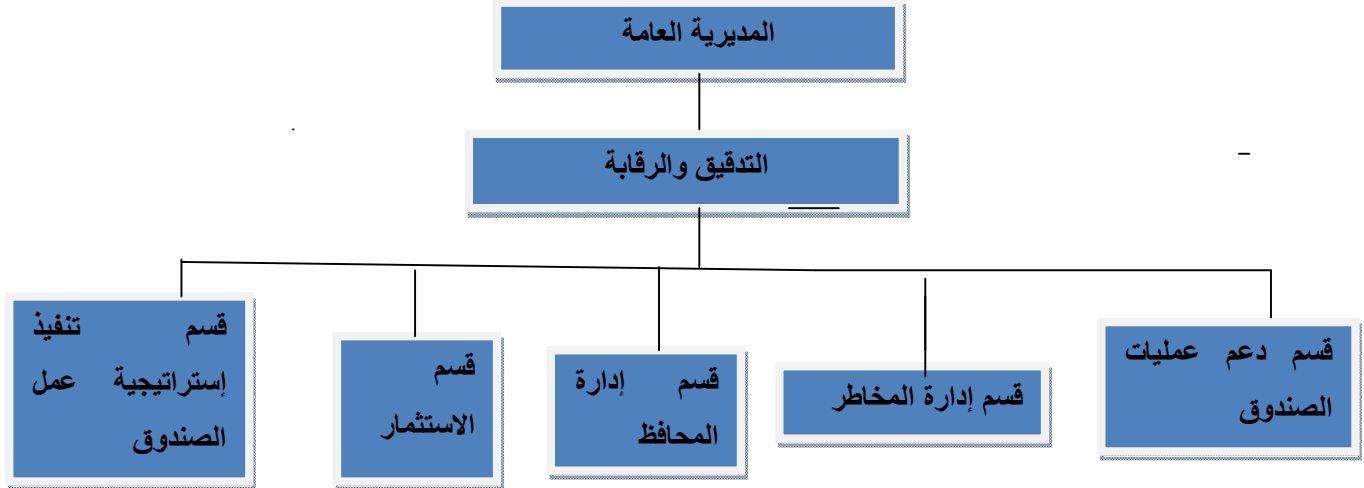 المديرية العامة
التدقيق والرقابة
قسم دعم عمليات
الصندوق
قسم إدارة المخاطر
قسم إدارة
المحافظ
قسم
الاستثمار
قسم تنفيذ
إستراتيجية عمل
الصندوق